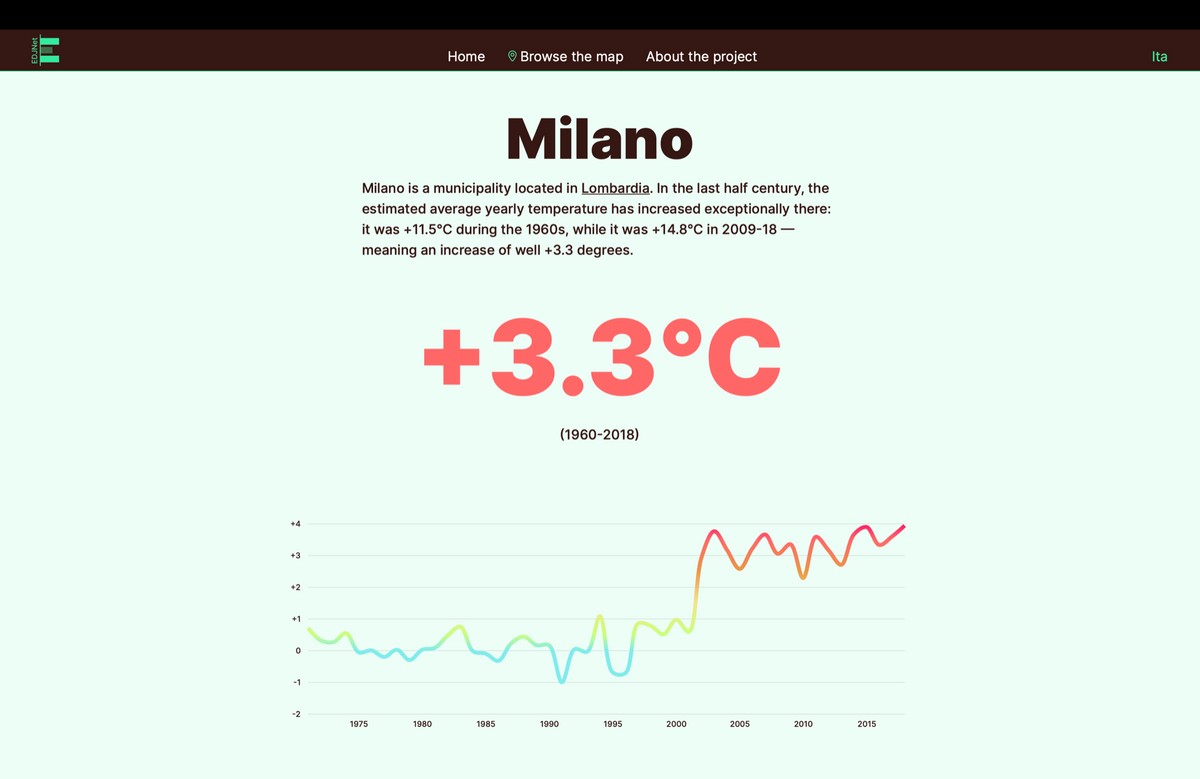 EDJNet
Home
Browse the map
About the project
Ita
Milano
Milano is a municipality located in Lombardia. In the last half century, the
estimated average yearly temperature has increased exceptionally there:
it was +11.5°C during the 1960s, while it was +14.8°C in 2009-18 —
meaning an increase of well +3.3 degrees.
+3.3°C
(1960-2018)
+4
+3
+2
+1
0
-1
-2
1975 1980 1985 1990 1995 2000 2005 2010 2015